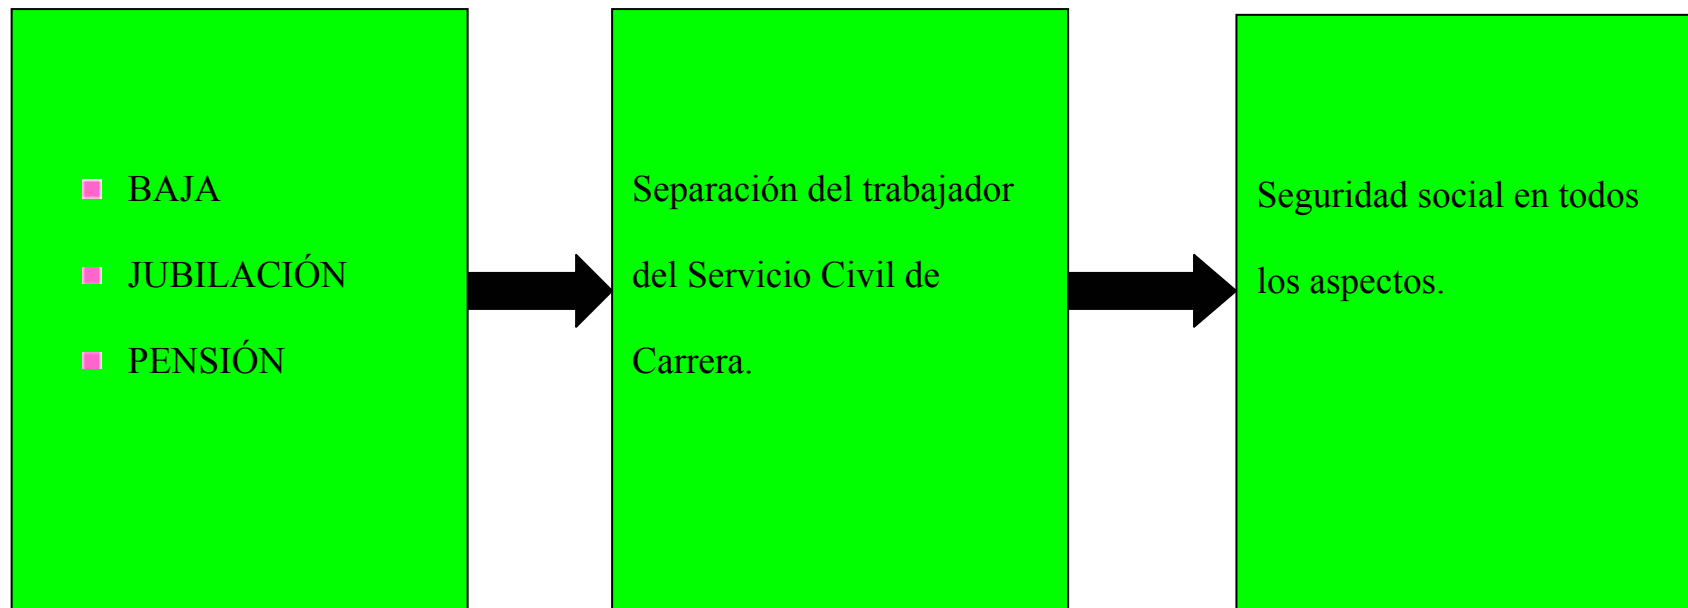 BAJA
JUBILACIÓN
PENSIÓN
Separación del trabajador
del Servicio Civil de
Carrera.
Seguridad social en todos
los aspectos.